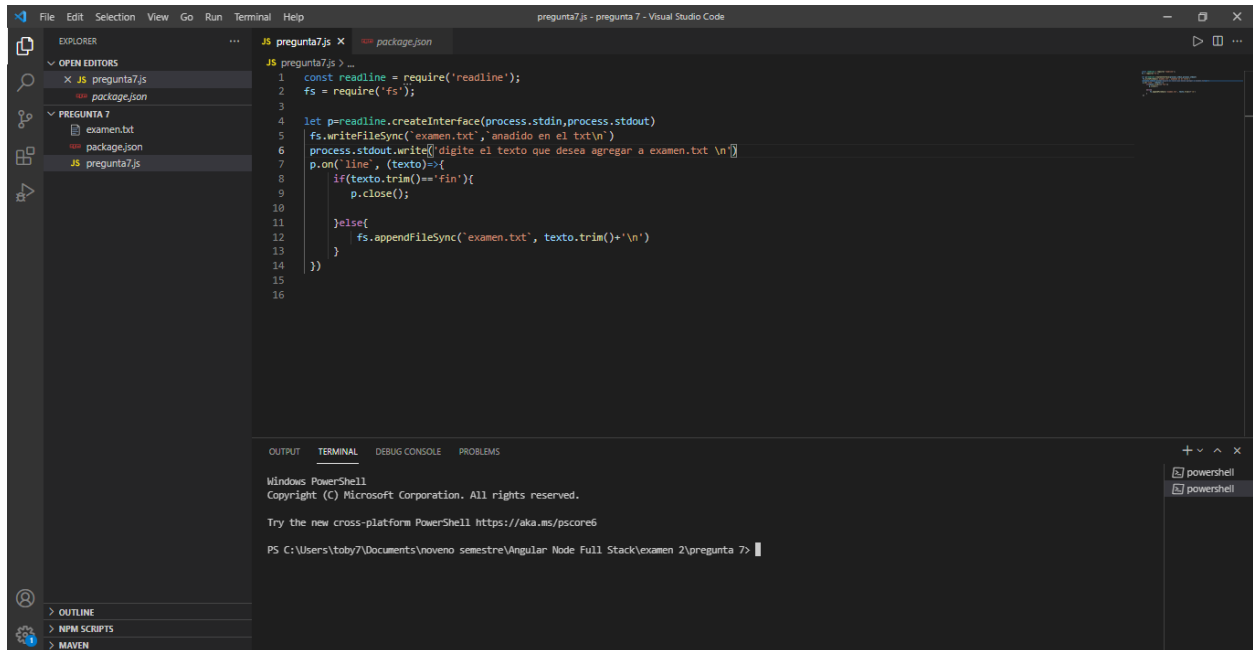 File Edit Selection View Go Run Terminal Help
pregunta7.js - pregunta 7 - Visual Studio Code
EXPLORER
OPEN EDITORS
JS pregunta7.js
package.json
PREGUNTA 7
examen.txt
package.json
JS pregunta7.js
OUTLINE
NPM SCRIPTS
MAVEN
1
JS pregunta7.js
package.json
JS pregunta7.js > ...
1 const readline = require('readline');
2 fs = require('fs');
3
4 let p=readline.createInterface(process.stdin,process.stdout)
5 fs.writeFileSync(`examen.txt`,`anadido en el txt\n`)
6 process.stdout.write('digite el texto que desea agregar a examen.txt \n')
7 p.on(`line`, (texto)=>{
8 if(texto.trim()=='fin'){
9 p.close();
10
11 }else{
12 fs.appendFileSync(`examen.txt`, texto.trim()+'\n')
13 }
14 })
15
16
OUTPUT TERMINAL DEBUG CONSOLE PROBLEMS
Windows PowerShell
Copyright (C) Microsoft Corporation. All rights reserved.
Try the new cross-platform PowerShell https://aka.ms/pscore6
PS C:\Users\toby7\Documents\noveno semestre\Angular Node Full Stack\examen 2\pregunta 7>
powershell
powershell